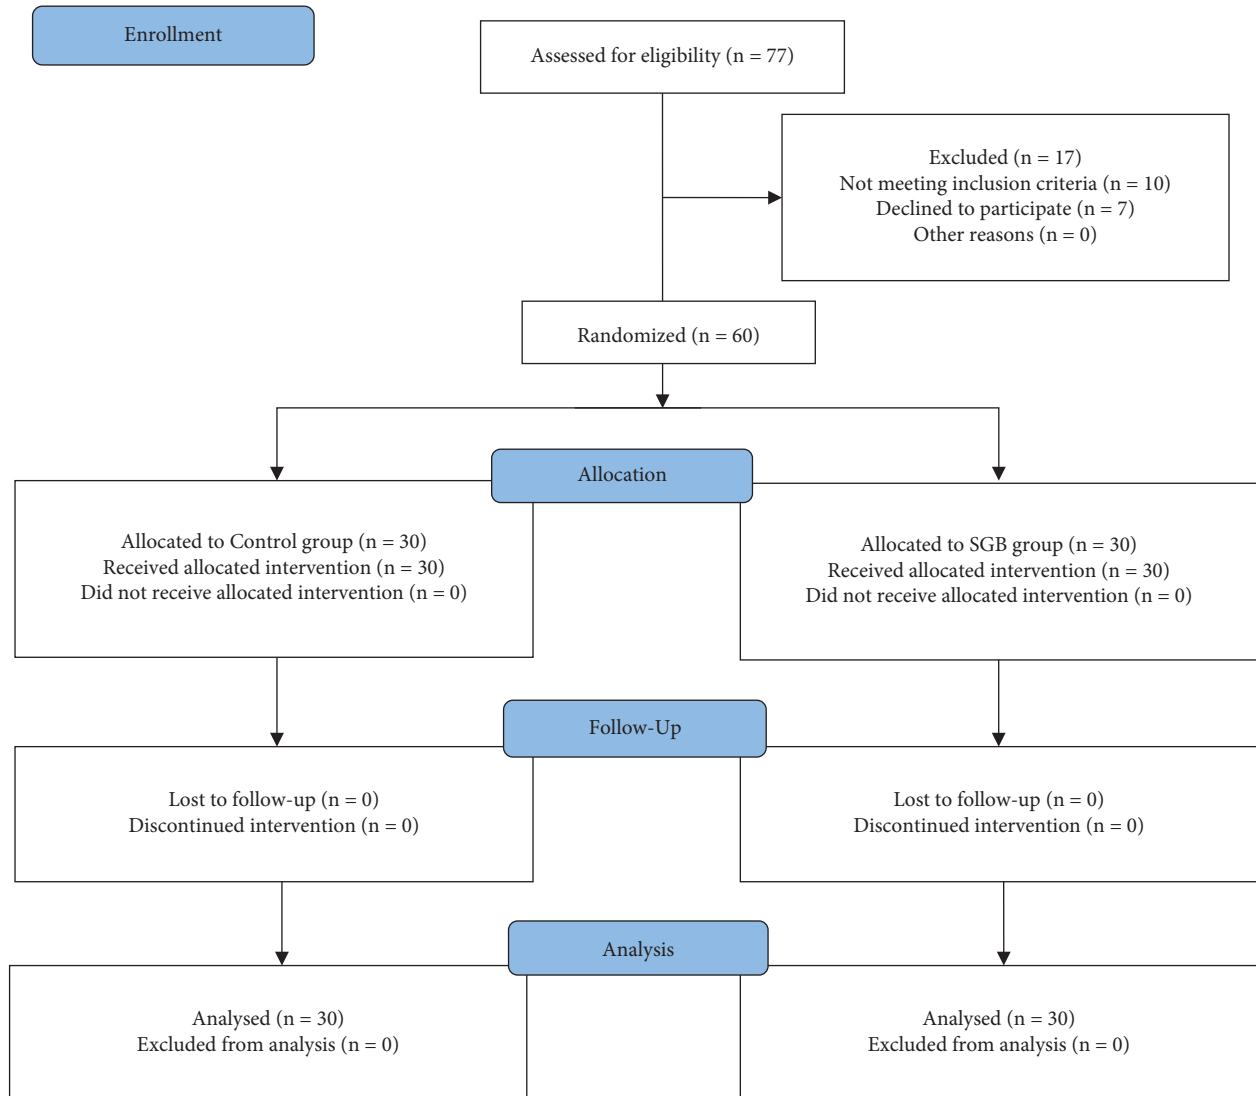 Enrollment
Assessed for eligibility (n = 77)
Excluded (n = 17)
Not meeting inclusion criteria (n = 10)
Declined to participate (n = 7)
Other reasons (n = 0)
Randomized (n = 60)
Allocation
Allocated to Control group (n = 30)
Received allocated intervention (n = 30)
Did not receive allocated intervention (n = 0)
Allocated to SGB group (n = 30)
Received allocated intervention (n = 30)
Did not receive allocated intervention (n = 0)
Follow-Up
Lost to follow-up (n = 0)
Discontinued intervention (n = 0)
Lost to follow-up (n = 0)
Discontinued intervention (n = 0)
Analysis
Analysed (n = 30)
Excluded from analysis (n = 0)
Analysed (n = 30)
Excluded from analysis (n = 0)